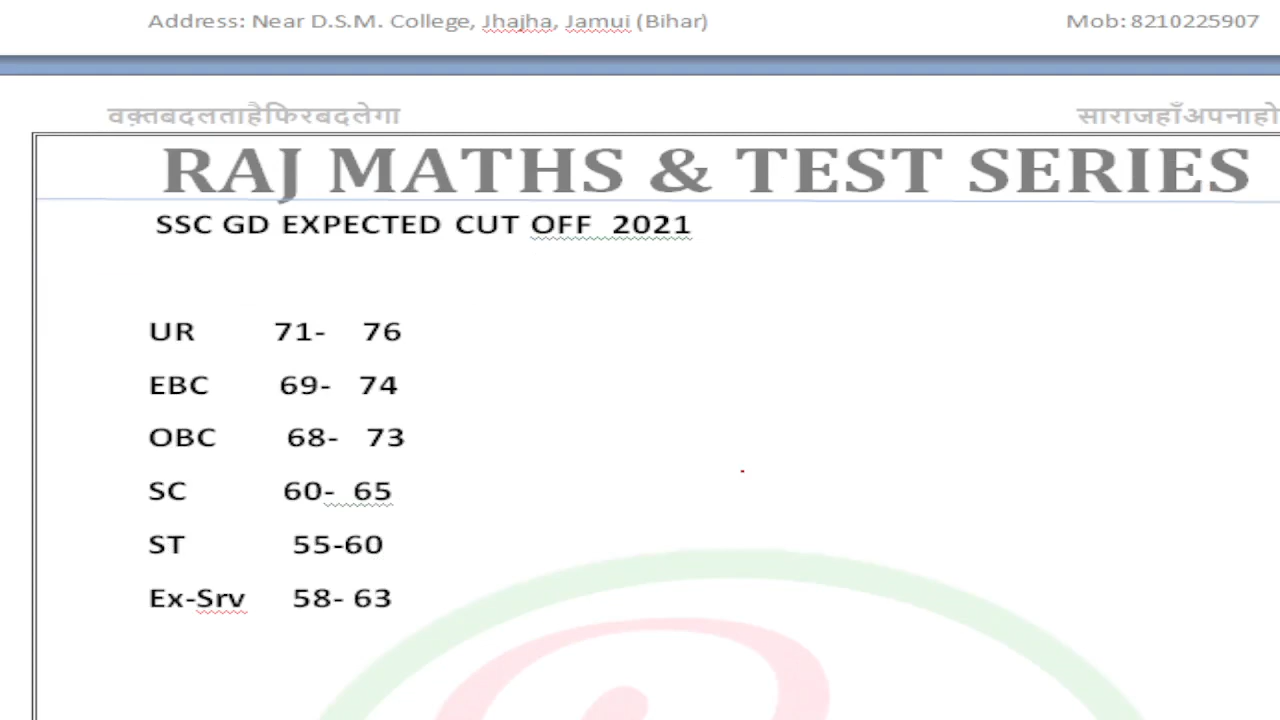 Address: Near D.S.M. College, Jhajha, Jamui (Bihar) Mob: 8210225907
वक़्तबदलताहैफिरबदलेगा साराजहाँअपनाहो
RAJ MATHS & TEST SERIES
SSC GD EXPECTED CUT OFF 2021
UR 71- 76
EBC 69- 74
OBC 68- 73
SC 60- 65
ST 55-60
Ex-Srv 58- 63